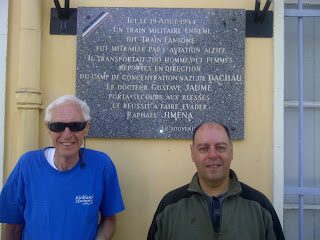 ICI LE 19 AOUT 1944
UN TRAIN MILITAIRE ENNEMI
DIT TRAIN FANTOME
FUT MITRAILLE PAR L'AVIATION ALLIEE
IL TRANSPORTAIT 700 HOMMES ET FEMMES
DEPORTES EN DIRECTION
DU CAMP DE CONCENTRATION NAZI DE DACHAU
LE DOCTEUR GUSTAVE JAUME
PORTA SECOURS AUX BLESSES
ET REUSSIT A FAIRE EVADER
RAPHAEL JIMENA
LE SOUVENIR